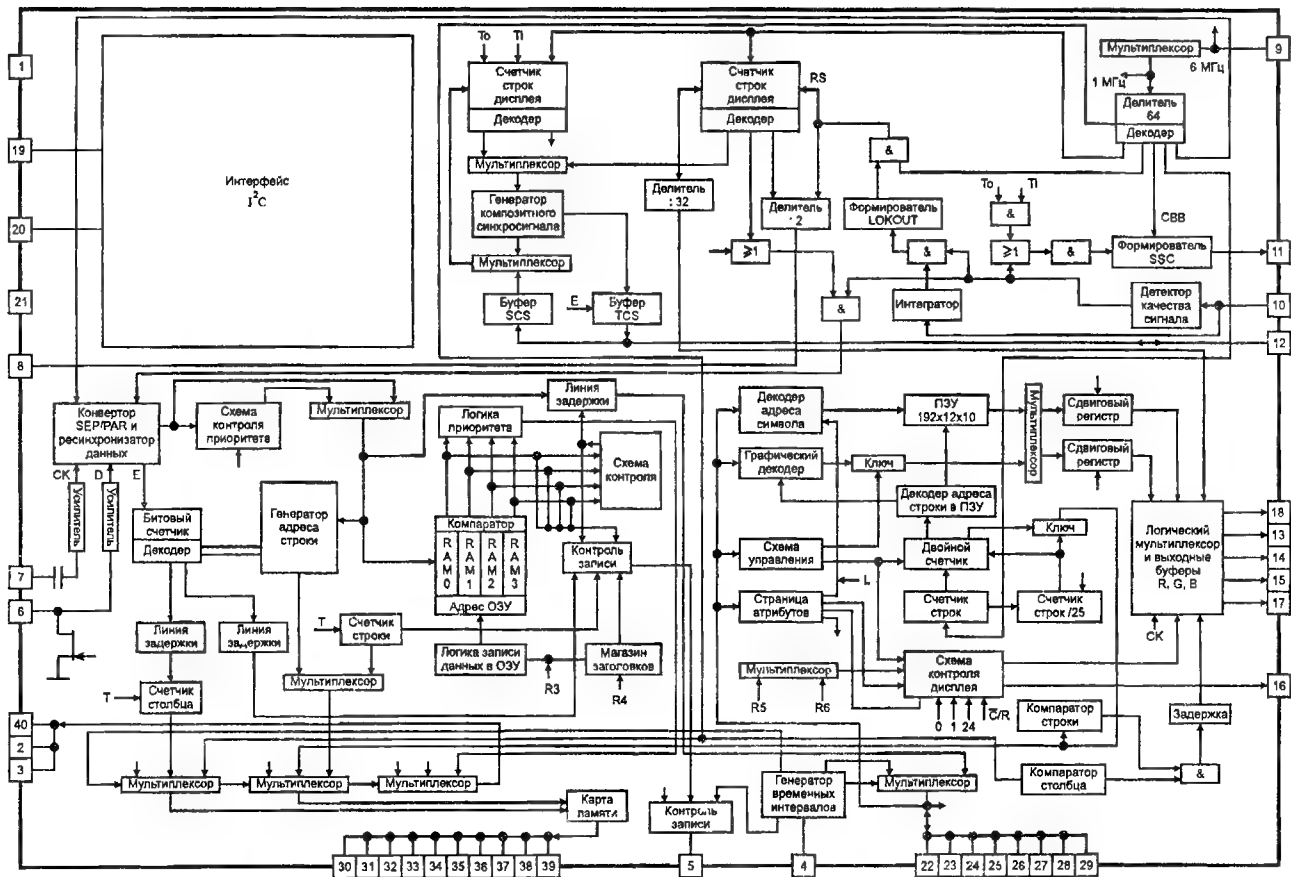 1
19
20
21
8
7
6
40
2
3
9
11
10
12
18
13
14
15
17
16
Интерфейс
I²C
To
TI
Счетчик
строк
дисплея
Декодер
Мультиплексор
Генератор
композитного
синхросигнала
Мультиплексор
Буфер
SCS
E
Буфер
TCS
Счетчик
строк
дисплея
Декодер
RS
Делитель
: 32
Делитель
: 2
≥1
&
&
Формирователь
LOKOUT
&
Интегратор
To
TI
&
≥1
&
Формирователь
SSC
CBB
Детектор
качества
сигнала
Мультиплексор
6 МГц
1 МГц
Делитель
64
Декодер
Конвертор
SEP/PAR и
ресинхронизатор
данных
CK
D
E
Усилитель
Усилитель
Схема
контроля
приоритета
Мультиплексор
Битовый
счетчик
Декодер
Генератор
адреса
строки
Линия
задержки
Линия
задержки
T
Счетчик
столбца
T
Счетчик
строки
Мультиплексор
Логика
приоритета
Линия
задержки
Схема
контроля
Компаратор
RAM0
RAM1
RAM2
RAM3
Адрес ОЗУ
Контроль
записи
Логика записи
данных в ОЗУ
Магазин
заголовков
R3
R4
Декодер
адреса
символа
ПЗУ
192x12x10
Мультиплексор
Сдвиговый
регистр
Сдвиговый
регистр
Графический
декодер
Ключ
Декодер адреса
строки в ПЗУ
Схема
управления
Двойной
счетчик
Ключ
L
Страница
атрибутов
Счетчик
строк
Счетчик
строк /25
Логический
мультиплексор
и выходные
буферы
R, G, B
CK
Мультиплексор
R5
R6
Схема
контроля
дисплея
0
1
24
C̅/R
Компаратор
строки
Задержка
Компаратор
столбца
&
Мультиплексор
Мультиплексор
Мультиплексор
Карта
памяти
Контроль
записи
Генератор
временных
интервалов
Мультиплексор
30 31 32 33 34 35 36 37 38 39
5
4
22 23 24 25 26 27 28 29